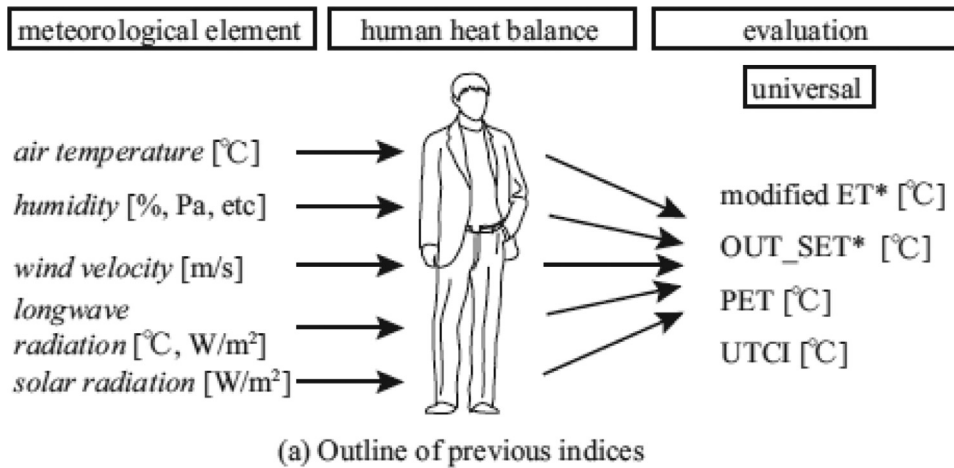 meteorological element
human heat balance
evaluation
universal
air temperature [℃]
humidity [%, Pa, etc]
wind velocity [m/s]
longwave
radiation [℃, W/m²]
solar radiation [W/m²]
modified ET* [℃]
OUT_SET* [℃]
PET [℃]
UTCI [℃]
(a) Outline of previous indices